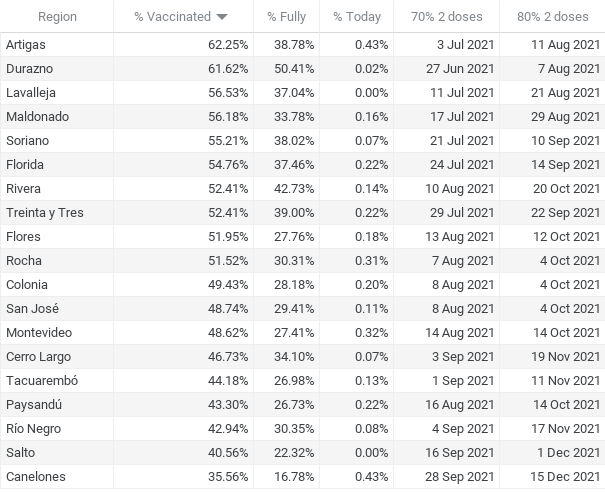 Region % Vaccinated % Fully % Today 70% 2 doses 80% 2 doses
Artigas 62.25% 38.78% 0.43% 3 Jul 2021 11 Aug 2021
Durazno 61.62% 50.41% 0.02% 27 Jun 2021 7 Aug 2021
Lavalleja 56.53% 37.04% 0.00% 11 Jul 2021 21 Aug 2021
Maldonado 56.18% 33.78% 0.16% 17 Jul 2021 29 Aug 2021
Soriano 55.21% 38.02% 0.07% 21 Jul 2021 10 Sep 2021
Florida 54.76% 37.46% 0.22% 24 Jul 2021 14 Sep 2021
Rivera 52.41% 42.73% 0.14% 10 Aug 2021 20 Oct 2021
Treinta y Tres 52.41% 39.00% 0.22% 29 Jul 2021 22 Sep 2021
Flores 51.95% 27.76% 0.18% 13 Aug 2021 12 Oct 2021
Rocha 51.52% 30.31% 0.31% 7 Aug 2021 4 Oct 2021
Colonia 49.43% 28.18% 0.20% 8 Aug 2021 4 Oct 2021
San José 48.74% 29.41% 0.11% 8 Aug 2021 4 Oct 2021
Montevideo 48.62% 27.41% 0.32% 14 Aug 2021 14 Oct 2021
Cerro Largo 46.73% 34.10% 0.07% 3 Sep 2021 19 Nov 2021
Tacuarembó 44.18% 26.98% 0.13% 1 Sep 2021 11 Nov 2021
Paysandú 43.30% 26.73% 0.22% 16 Aug 2021 14 Oct 2021
Río Negro 42.94% 30.35% 0.08% 4 Sep 2021 17 Nov 2021
Salto 40.56% 22.32% 0.00% 16 Sep 2021 1 Dec 2021
Canelones 35.56% 16.78% 0.43% 28 Sep 2021 15 Dec 2021